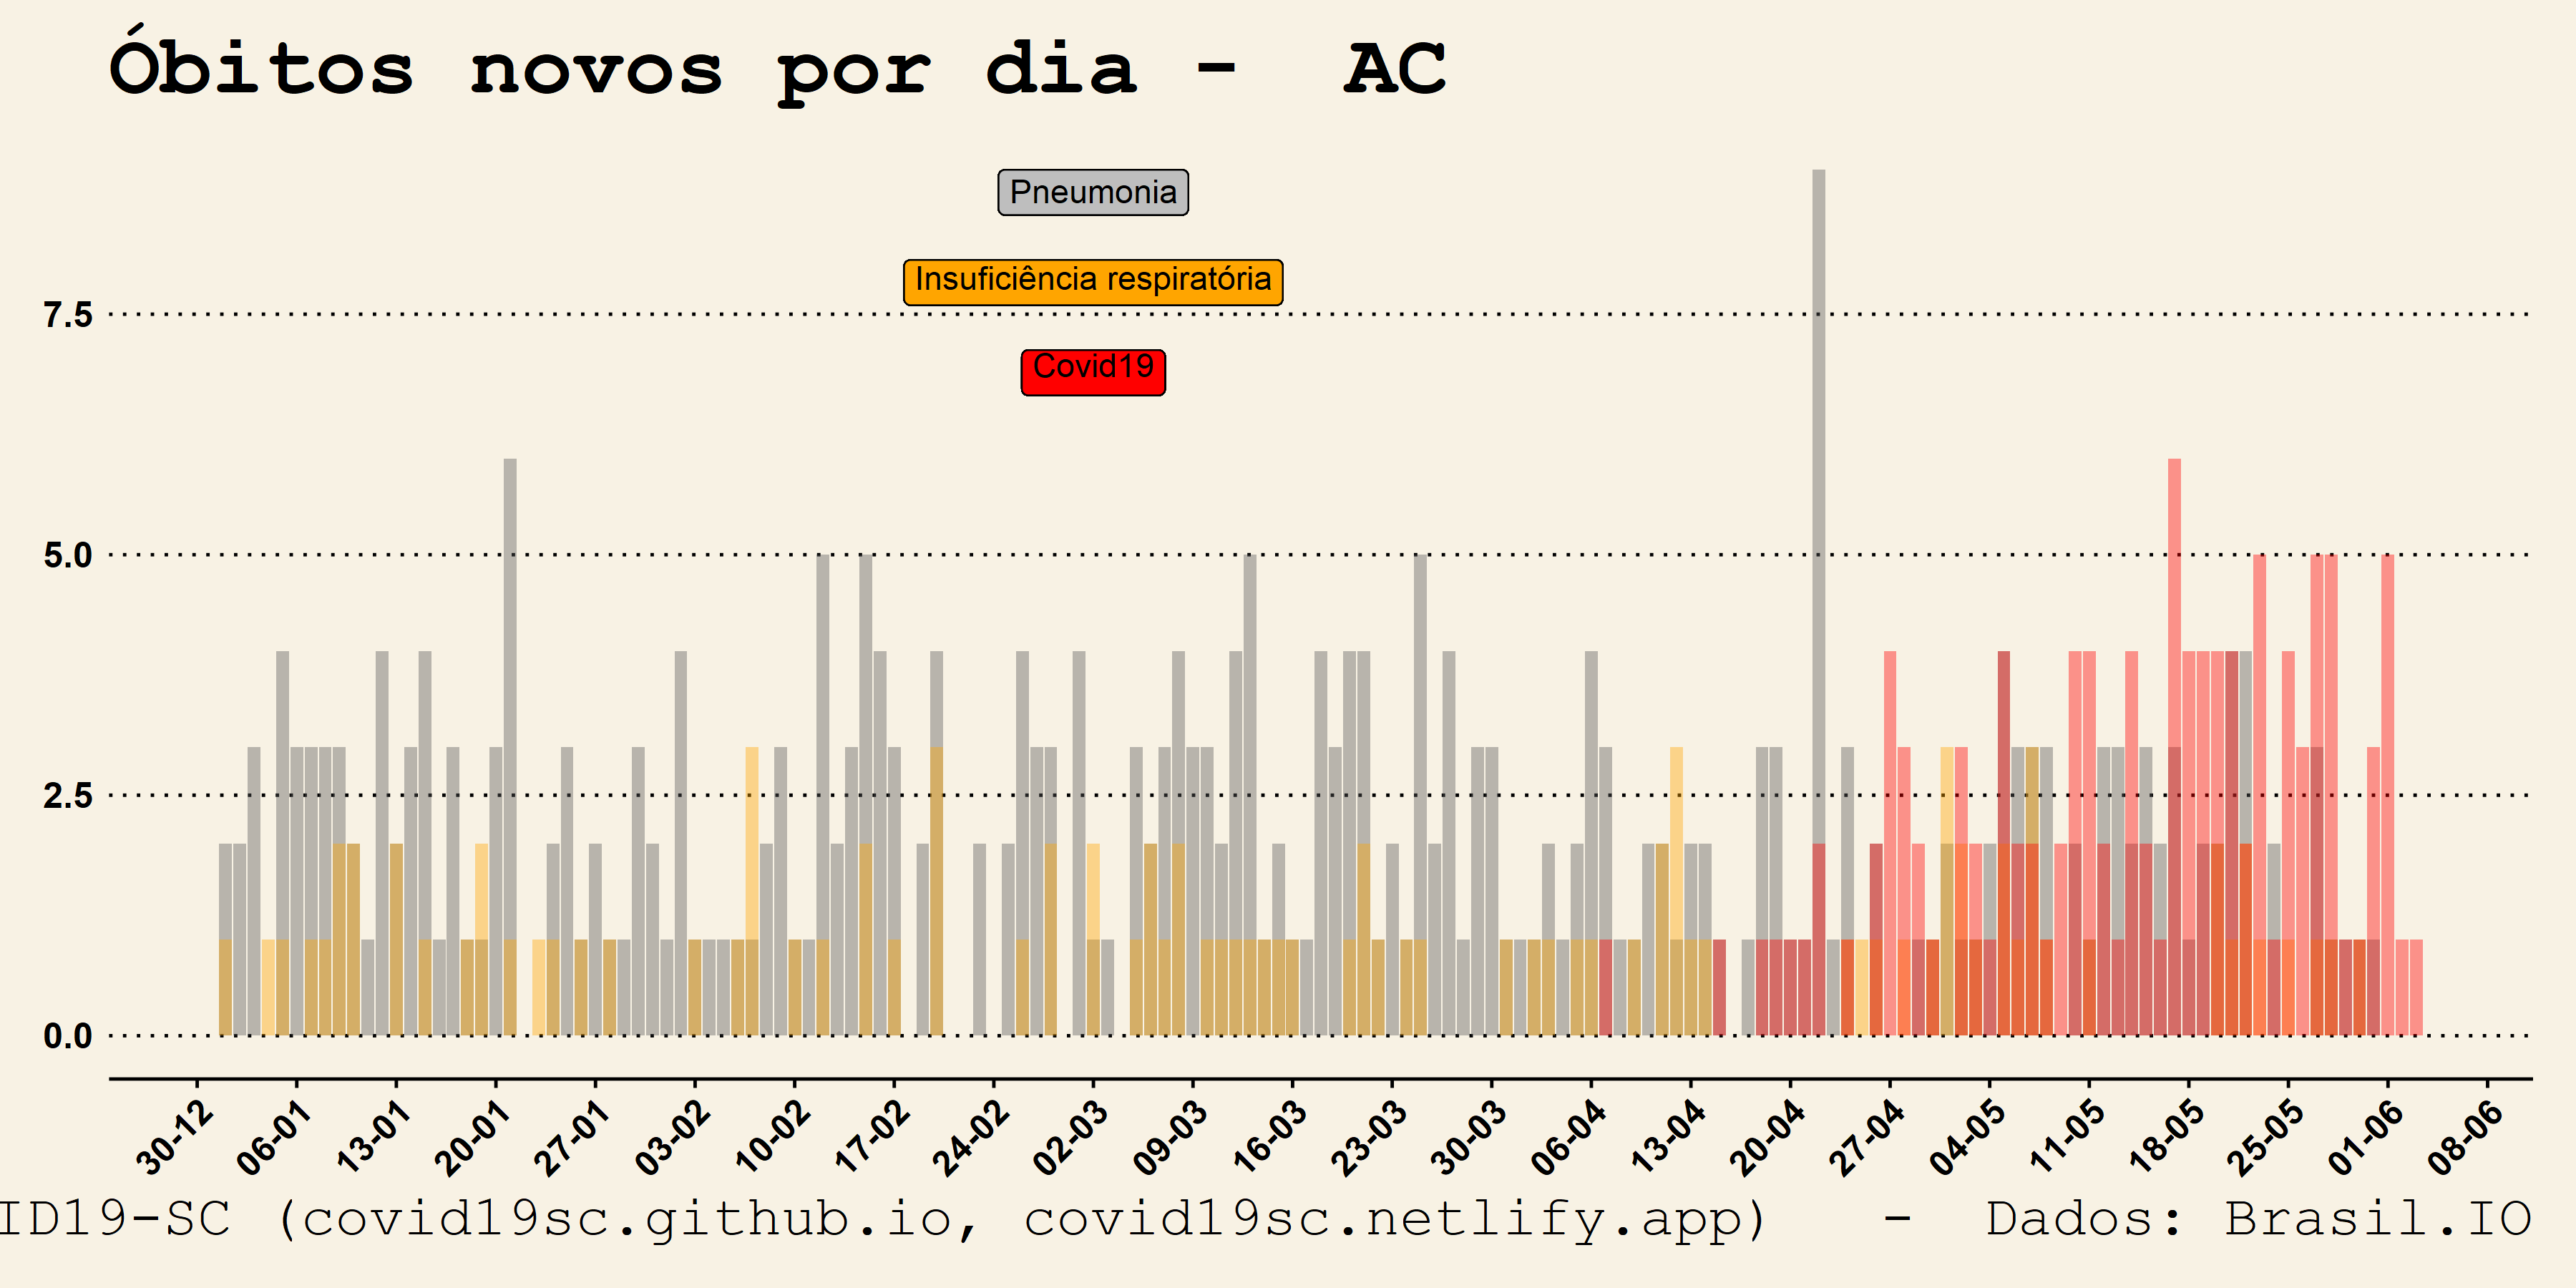 Óbitos novos por dia - AC
Pneumonia
Insuficiência respiratória
Covid19
7.5
5.0
2.5
0.0
30-12 06-01 13-01 20-01 27-01 03-02 10-02 17-02 24-02 02-03 09-03 16-03 23-03 30-03 06-04 13-04 20-04 27-04 04-05 11-05 18-05 25-05 01-06 08-06
ID19-SC (covid19sc.github.io, covid19sc.netlify.app) - Dados: Brasil.IO